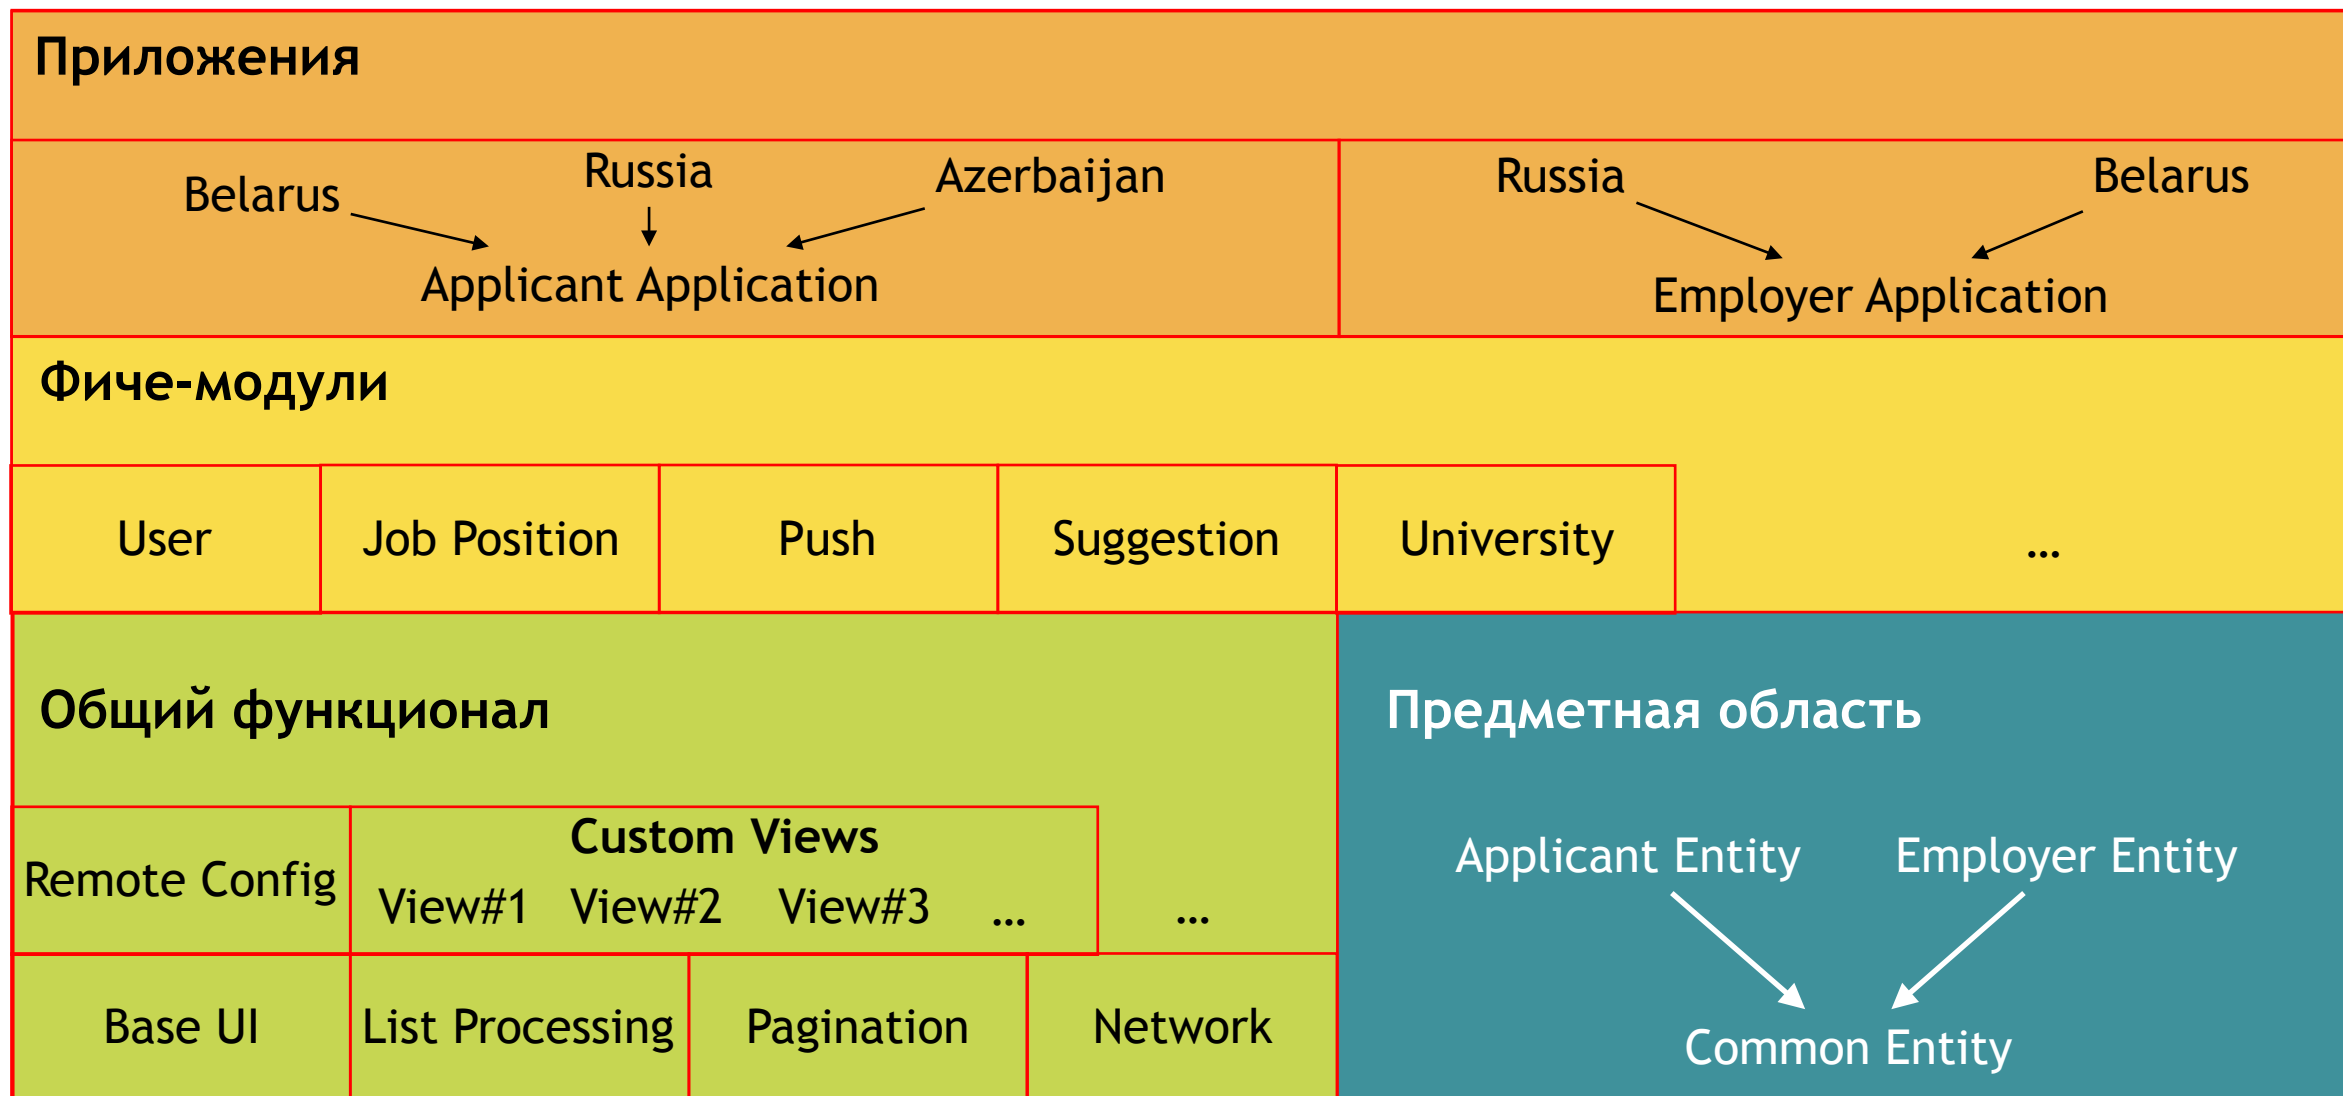 Приложения
Belarus
Russia
Azerbaijan
Applicant Application
Russia
Belarus
Employer Application
Фиче-модули
User
Job Position
Push
Suggestion
University
...
Общий функционал
Remote Config
Custom Views
View#1 View#2 View#3 ...
...
Base UI
List Processing
Pagination
Network
Предметная область
Applicant Entity
Employer Entity
Common Entity